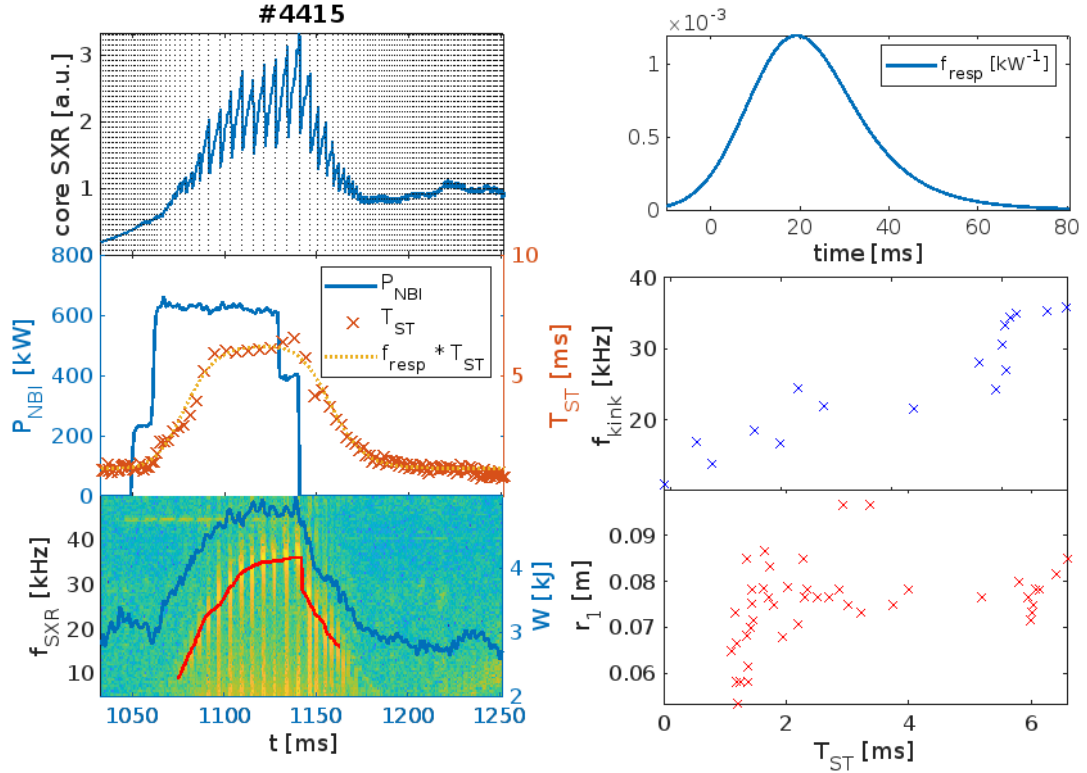 #4415
core SXR [a.u.]
3
2
1
0
×10⁻³
1
0.5
0
f_resp [kW⁻¹]
0 20 40 60 80
time [ms]
P_NBI [kW]
800
600
400
200
0
P_NBI
T_ST
f_resp * T_ST
10
5
0
T_ST [ms]
f_kink [kHz]
40
30
20
10
f_SXR [kHz]
40
30
20
10
4
3
2
W [kJ]
1050 1100 1150 1200 1250
t [ms]
r_1 [m]
0.09
0.08
0.07
0.06
0 2 4 6
T_ST [ms]